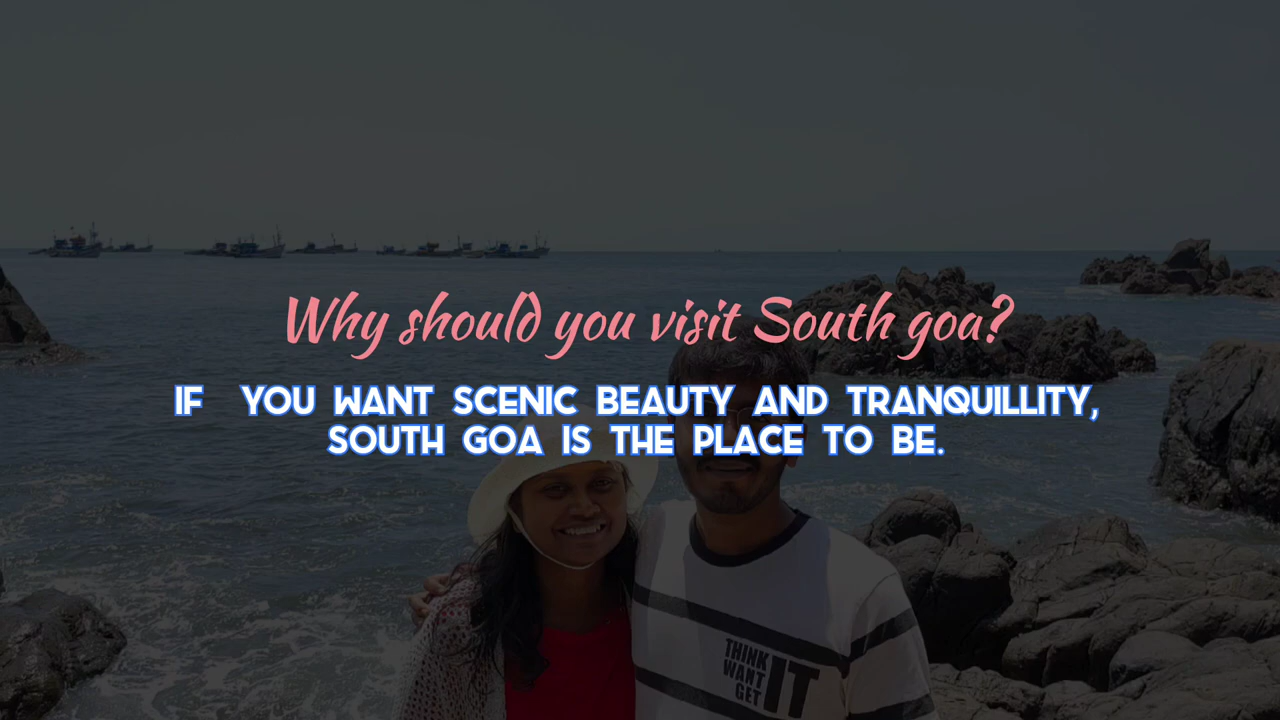 Why should you visit South goa?
IF YOU WANT SCENIC BEAUTY AND TRANQUILLITY,
SOUTH GOA IS THE PLACE TO BE.
THINK
WANT
GET
IT